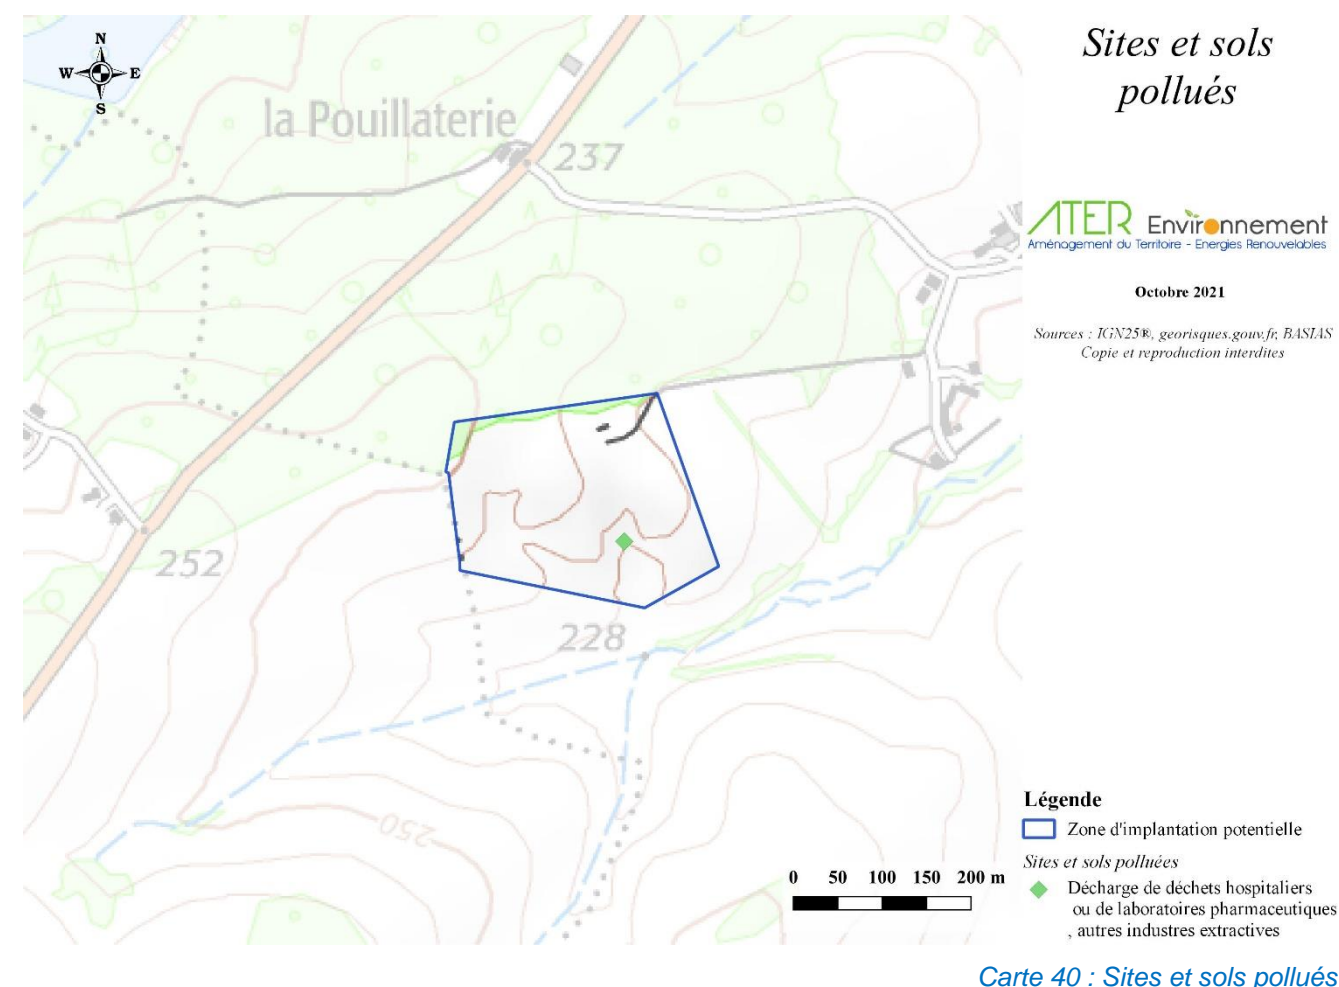 Sites et sols
pollués
N
W E
S
la Pouillaterie
237
ATER Environnement
Aménagement du Territoire - Energies Renouvelables
Octobre 2021
Sources : IGN25®, georisques.gouv.fr, BASIAS
Copie et reproduction interdites
252
228
250
Légende
Zone d'implantation potentielle
Sites et sols polluées
Décharge de déchets hospitaliers
ou de laboratoires pharmaceutiques
, autres industres extractives
0 50 100 150 200 m
Carte 40 : Sites et sols pollués